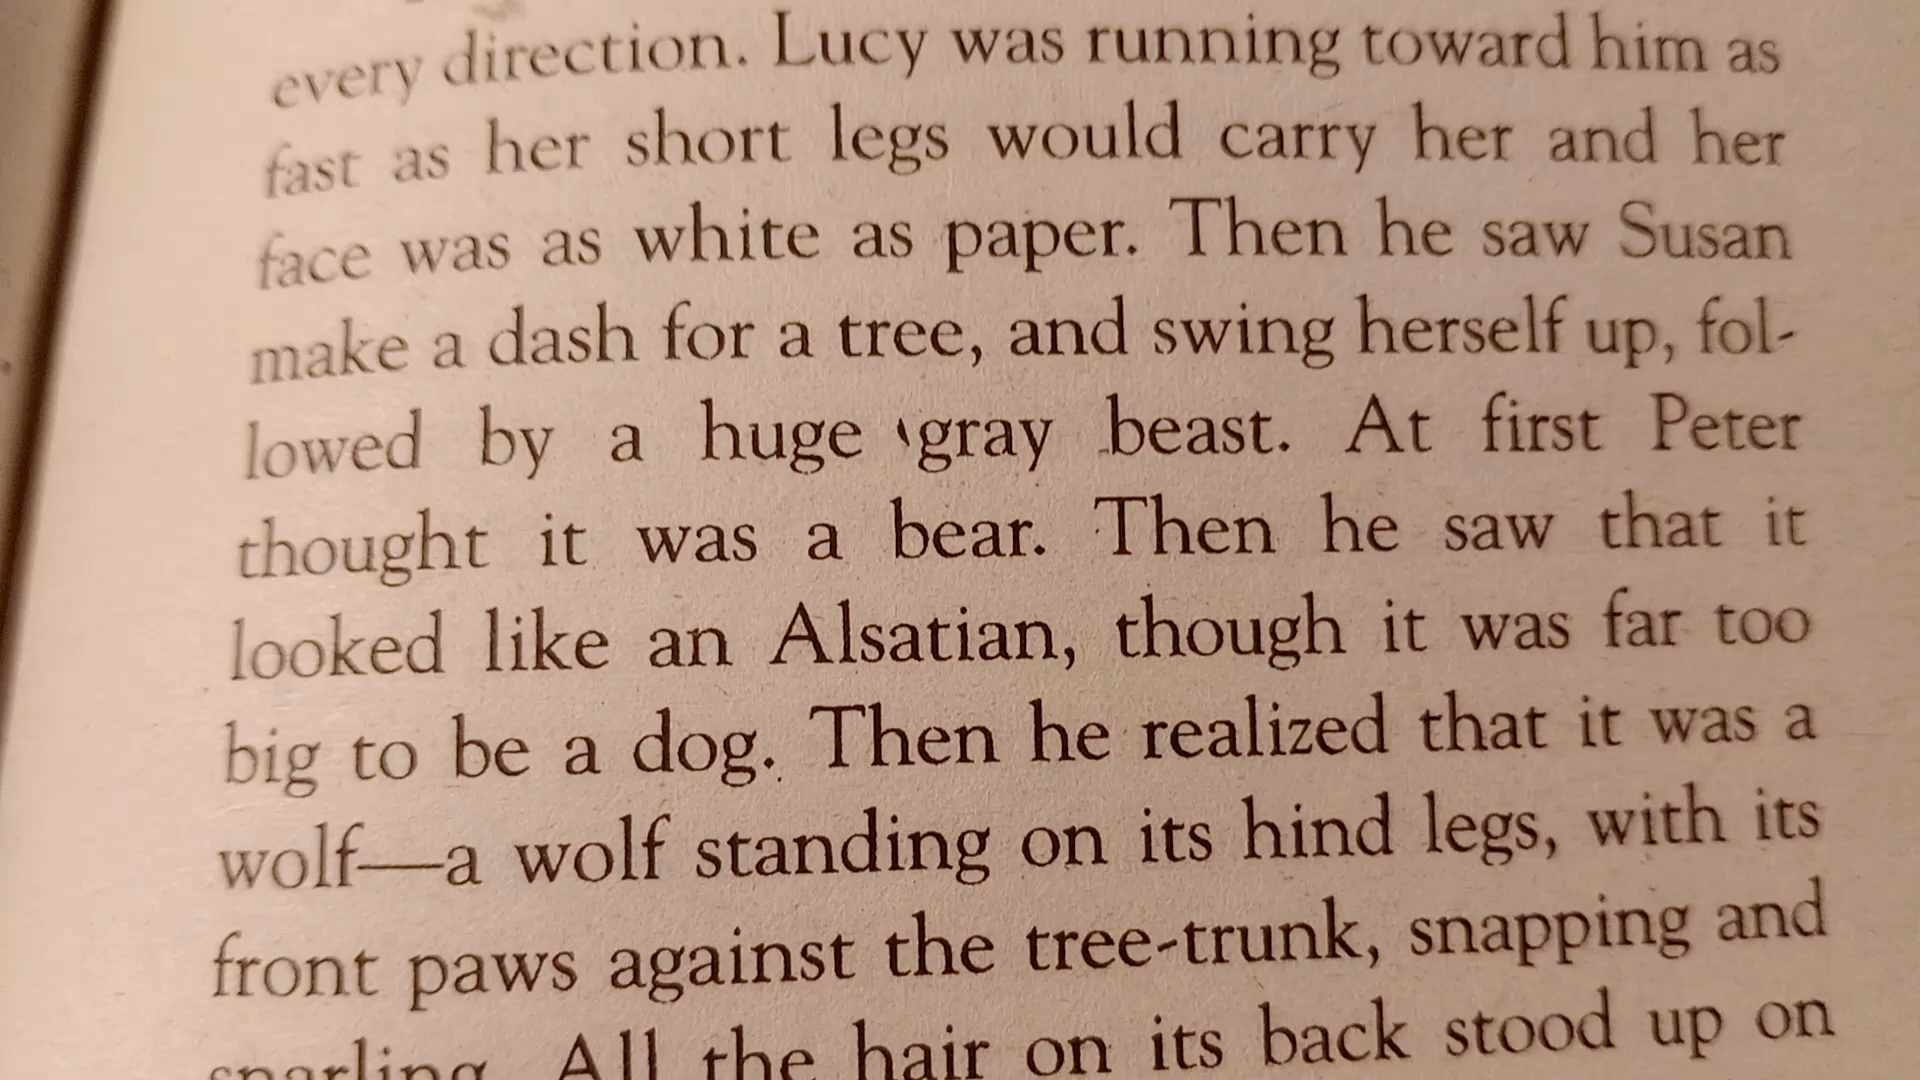 every direction. Lucy was running toward him as
fast as her short legs would carry her and her
face was as white as paper. Then he saw Susan
make a dash for a tree, and swing herself up, fol-
lowed by a huge gray beast. At first Peter
thought it was a bear. Then he saw that it
looked like an Alsatian, though it was far too
big to be a dog. Then he realized that it was a
wolf—a wolf standing on its hind legs, with its
front paws against the tree-trunk, snapping and
snarling. All the hair on its back stood up on